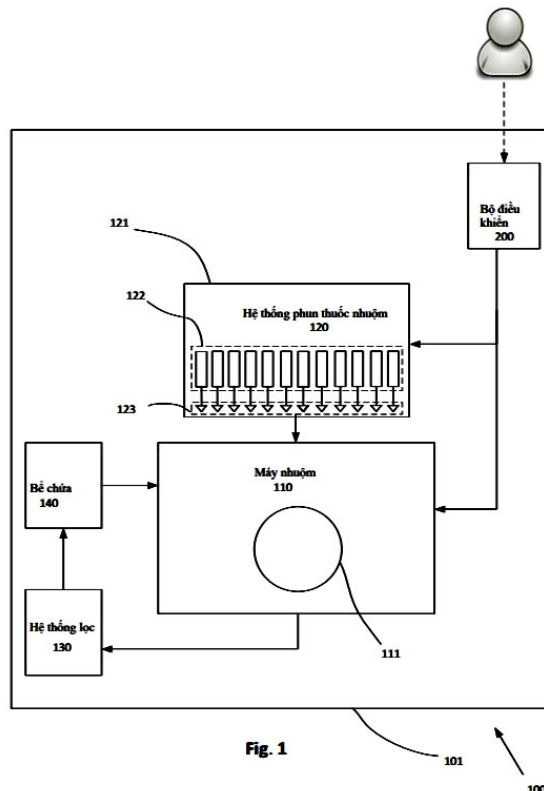 Bộ điều
khiển
200
121
122
Hệ thống phun thuốc nhuộm
120
123
Bể chứa
140
Máy nhuộm
110
Hệ thống lọc
130
111
Fig. 1
101
100